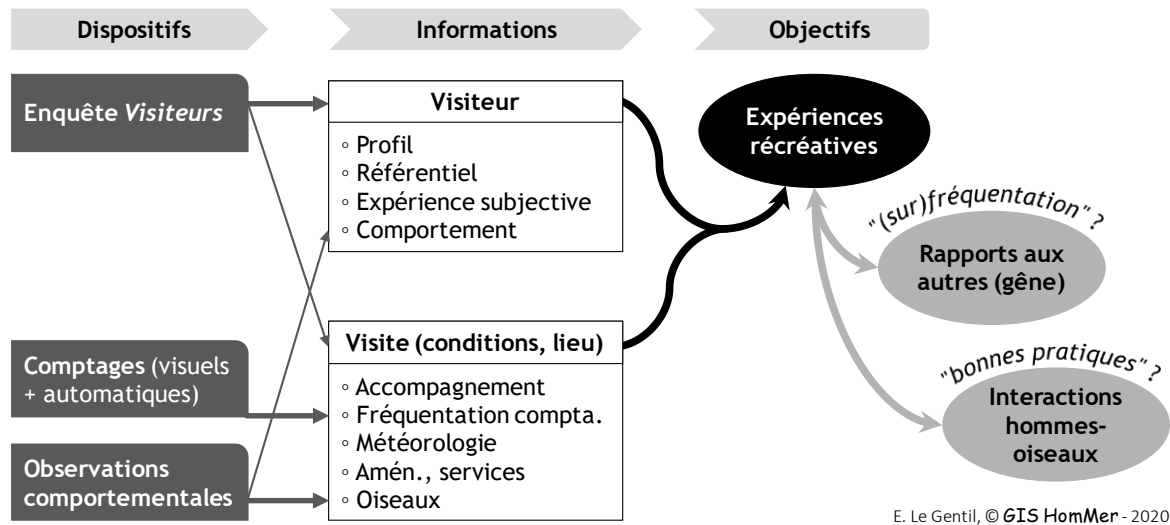 Dispositifs
Informations
Objectifs
Enquête Visiteurs
Comptages (visuels
+ automatiques)
Observations
comportementales
Visiteur
◦ Profil
◦ Référentiel
◦ Expérience subjective
◦ Comportement
Visite (conditions, lieu)
◦ Accompagnement
◦ Fréquentation compta.
◦ Météorologie
◦ Amén., services
◦ Oiseaux
Expériences
récréatives
"(sur)fréquentation" ?
Rapports aux
autres (gêne)
"bonnes pratiques" ?
Interactions
hommes-
oiseaux
E. Le Gentil, © GIS HomMer - 2020